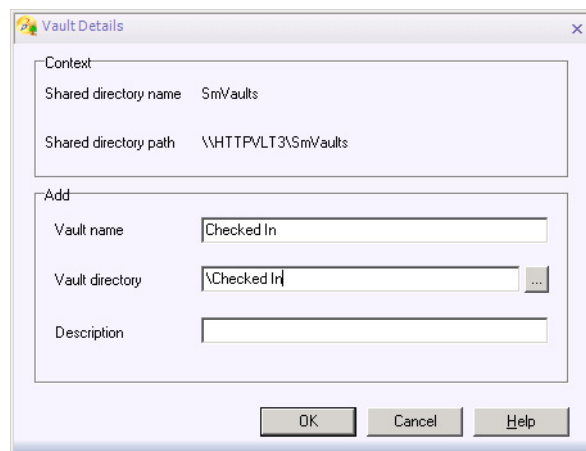 Vault Details
Context
Shared directory name SmVaults
Shared directory path \\HTTPVLT3\SmVaults
Add
Vault name Checked In
Vault directory \Checked In ...
Description
OK Cancel Help